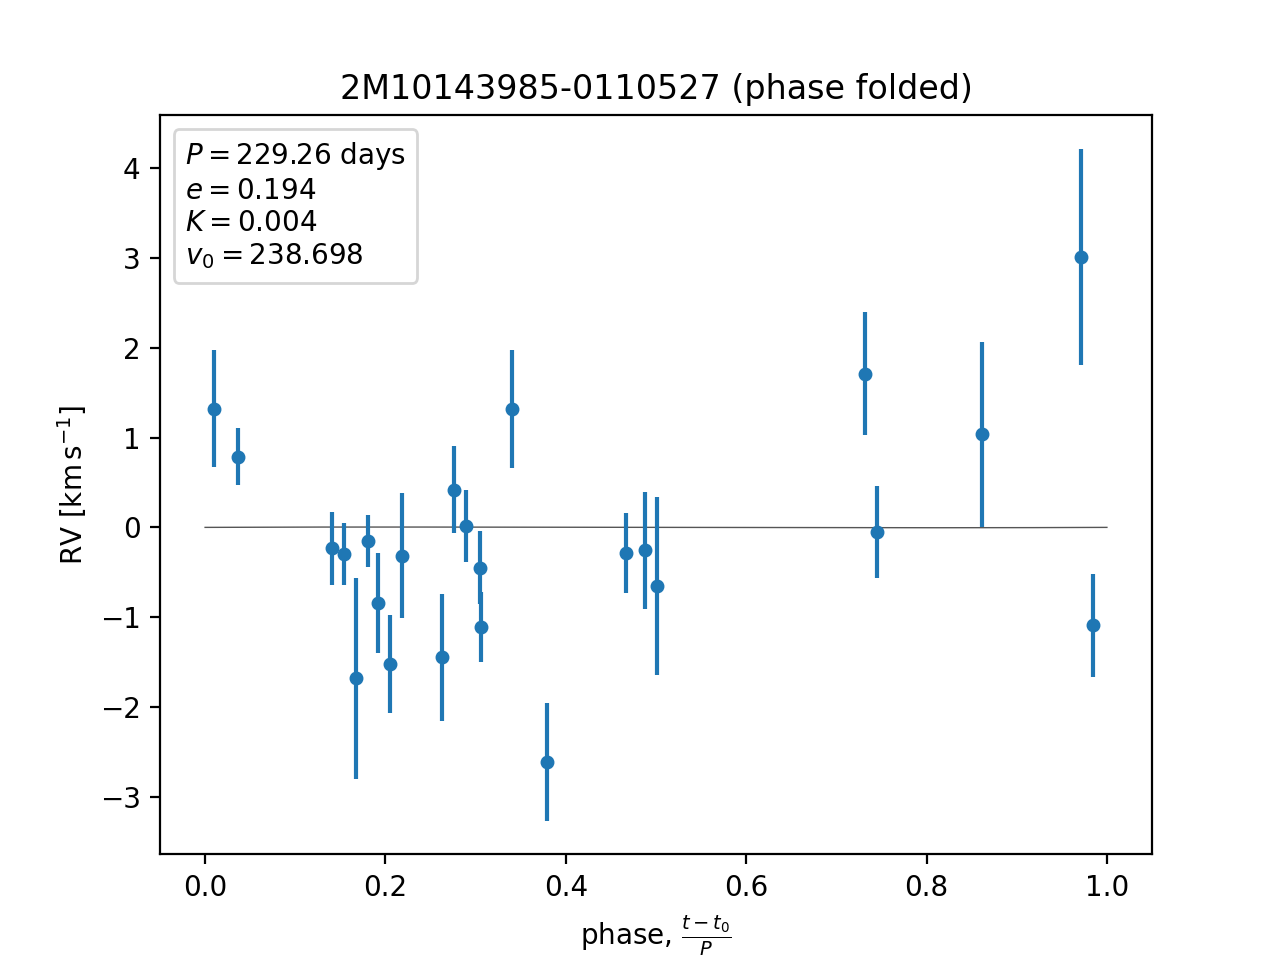 2M10143985-0110527 (phase folded)
P = 229.26 days
e = 0.194
K = 0.004
v₀ = 238.698
RV [km s⁻¹]
4
3
2
1
0
−1
−2
−3
0.0 0.2 0.4 0.6 0.8 1.0
phase, (t − t₀)/P